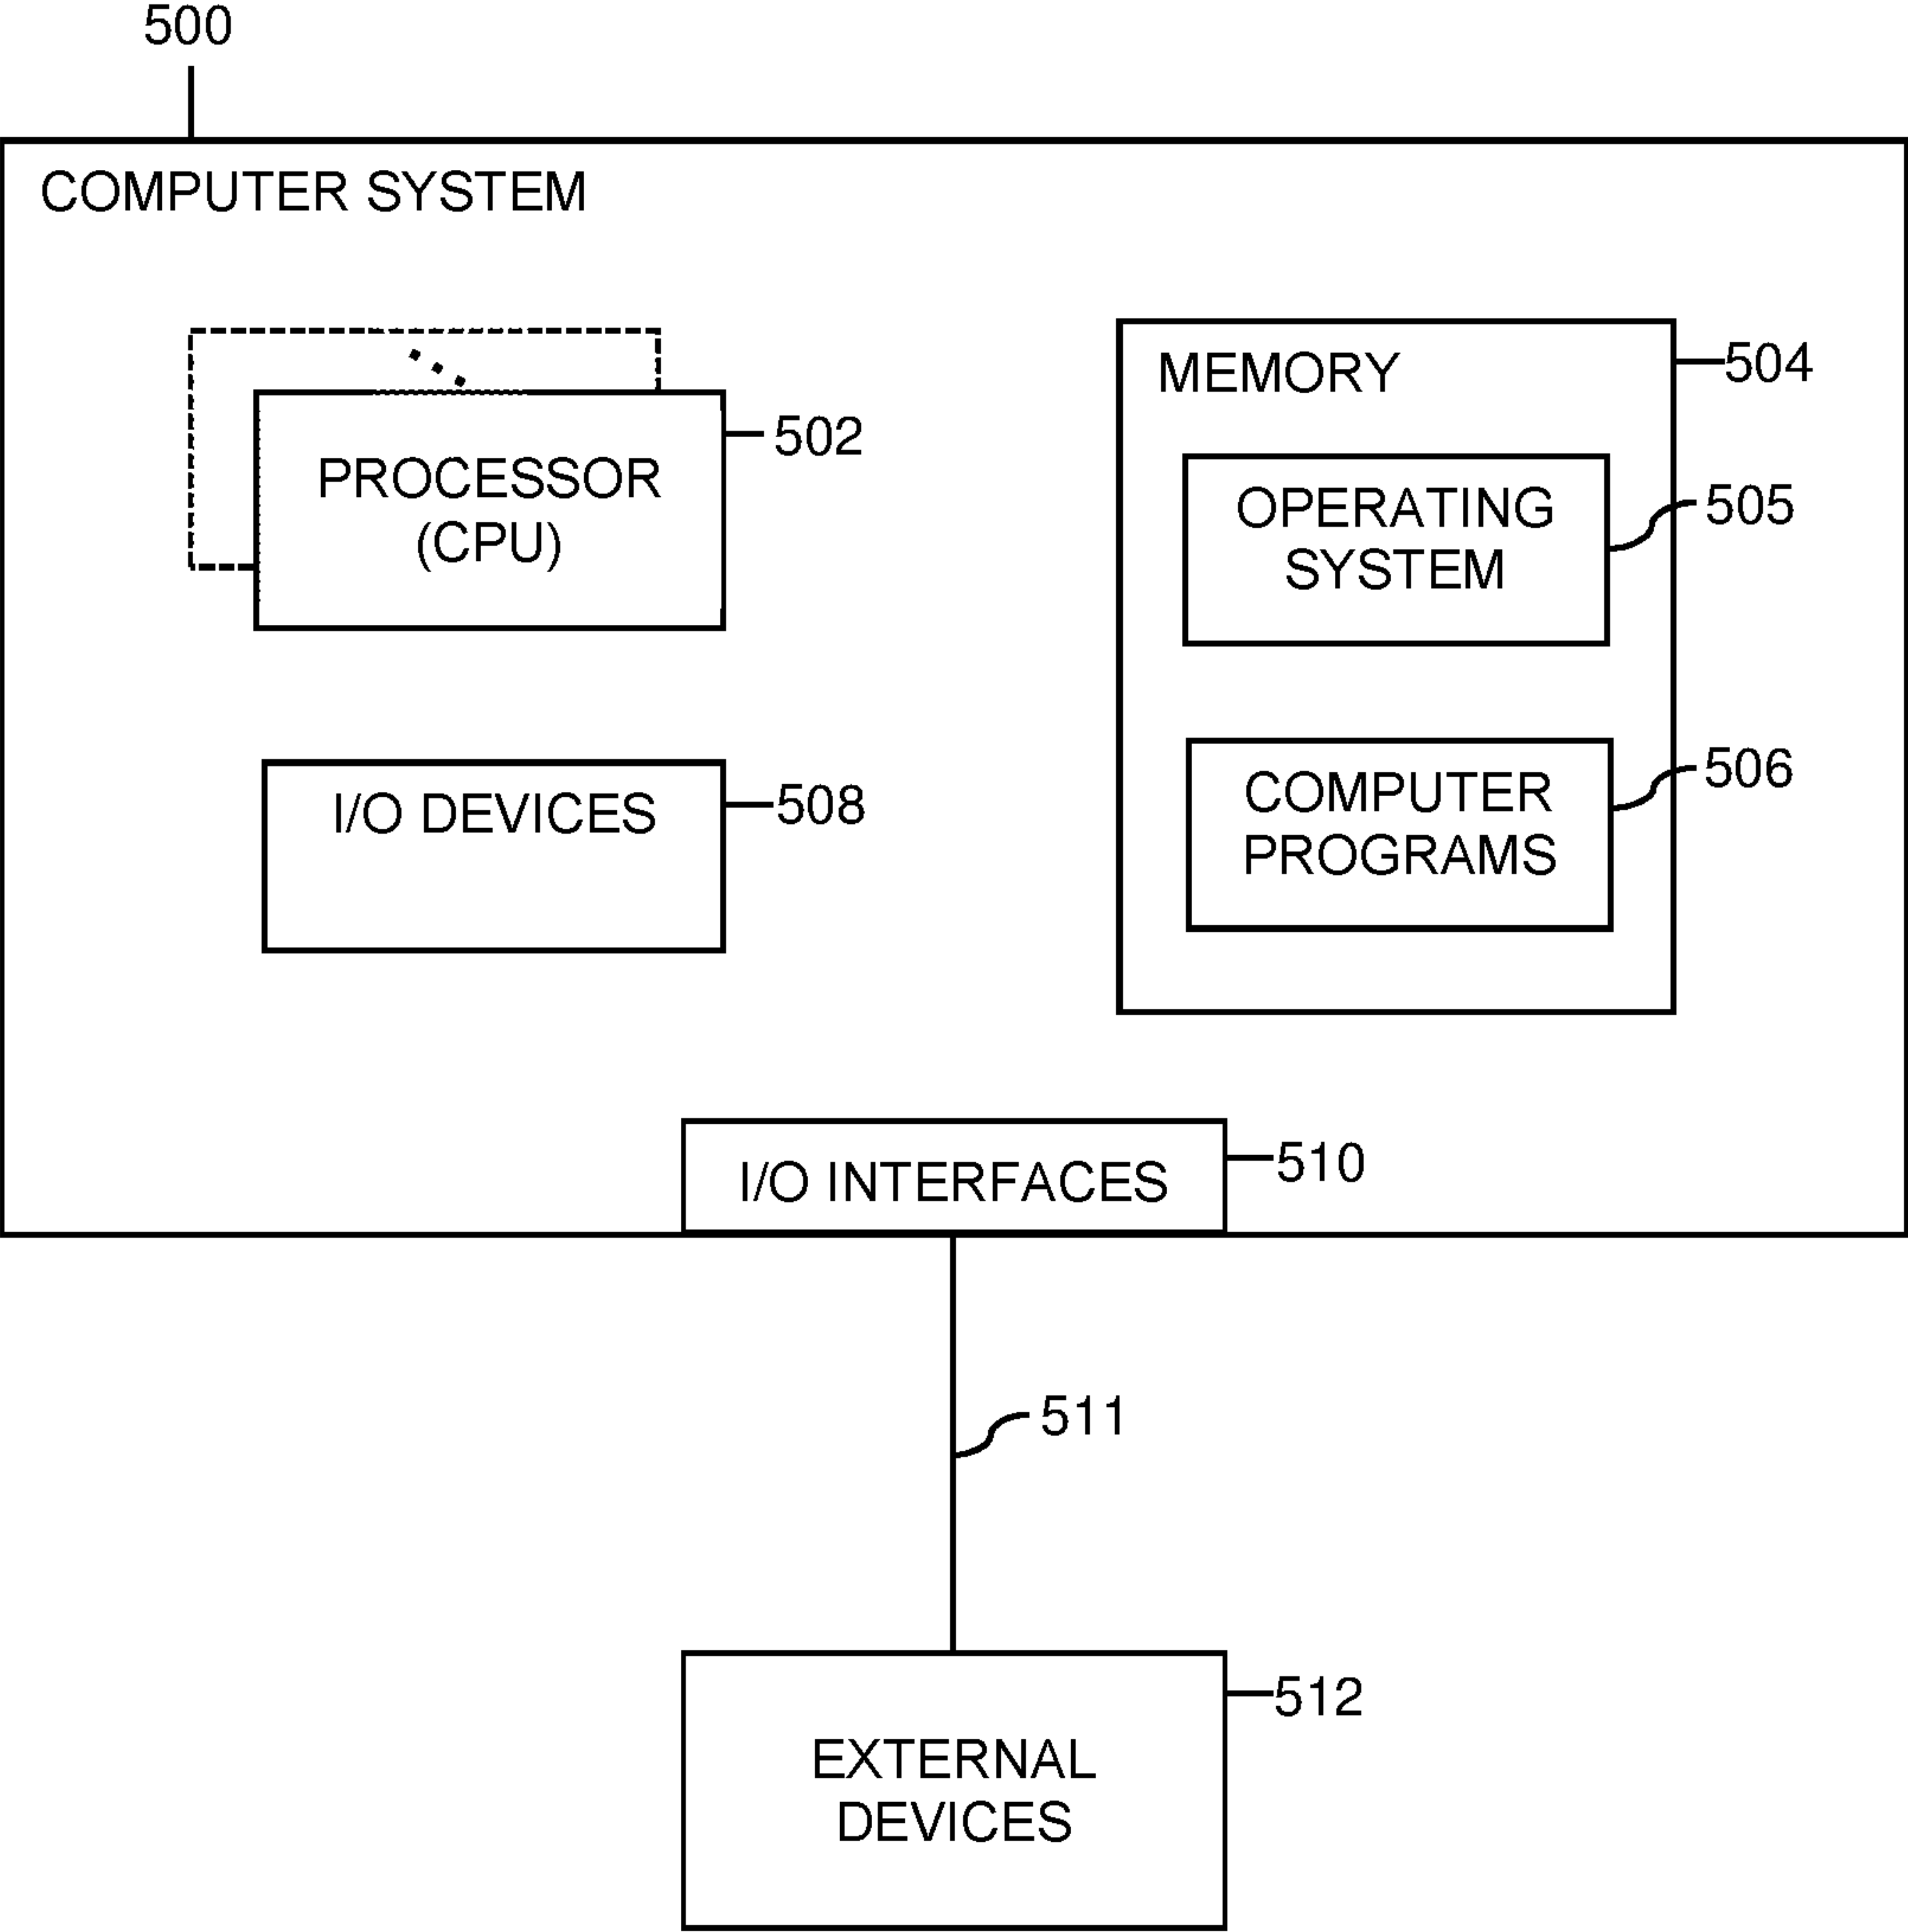 500
COMPUTER SYSTEM
MEMORY
504
502
PROCESSOR
(CPU)
OPERATING
SYSTEM
505
I/O DEVICES
508
COMPUTER
PROGRAMS
506
I/O INTERFACES
510
511
512
EXTERNAL
DEVICES